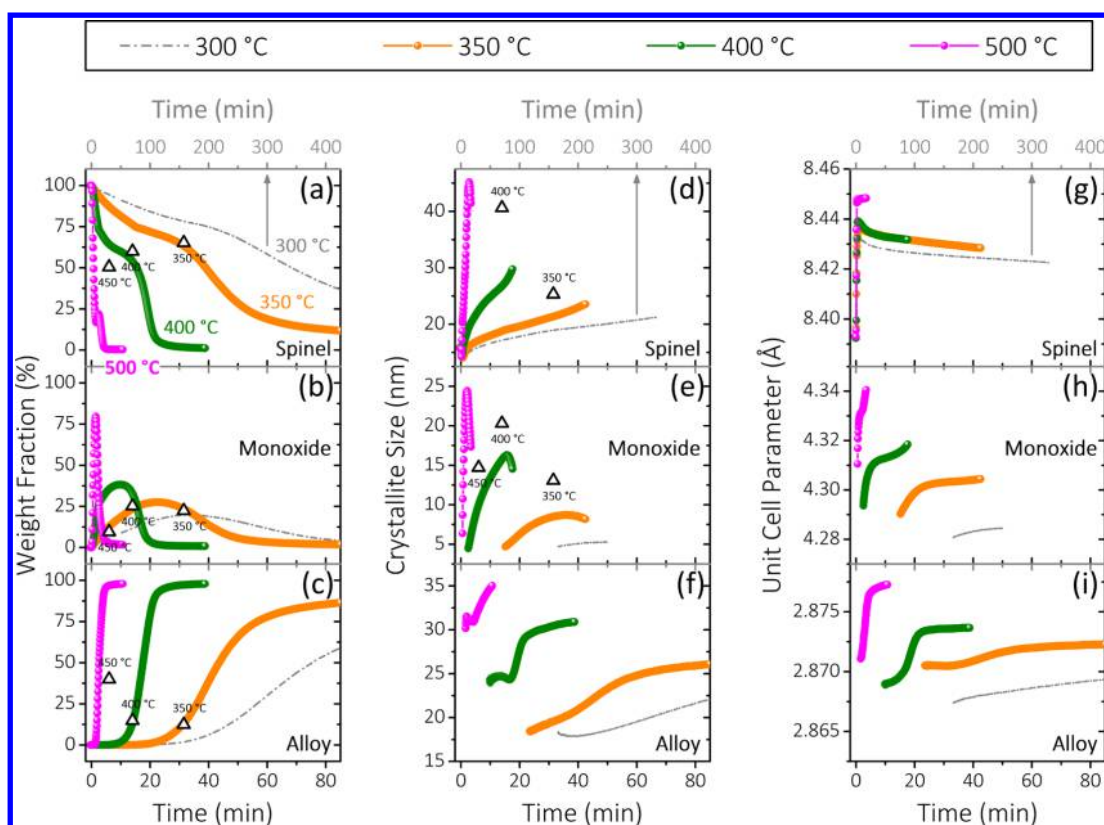 300 °C 350 °C 400 °C 500 °C
Time (min) Time (min) Time (min)
0 100 200 300 400 0 100 200 300 400 0 100 200 300 400
Weight Fraction (%)
100
75
50
25
0
(a)
300 °C
400 °C
350 °C
450 °C
350 °C
400 °C
Spinel
500 °C
100
75
50
25
0
(b)
Monoxide
400 °C
350 °C
450 °C
100
75
50
25
0
(c)
450 °C
400 °C
350 °C
Alloy
0 20 40 60 80
Time (min)
Crystallite Size (nm)
40
30
20
(d)
400 °C
350 °C
Spinel
25
20
15
10
5
(e)
Monoxide
400 °C
450 °C
350 °C
35
30
25
20
15
(f)
Alloy
0 20 40 60 80
Time (min)
Unit Cell Parameter (Å)
8.46
8.44
8.42
8.40
(g)
Spinel
4.34
4.32
4.30
4.28
(h)
Monoxide
2.875
2.870
2.865
(i)
Alloy
0 20 40 60 80
Time (min)